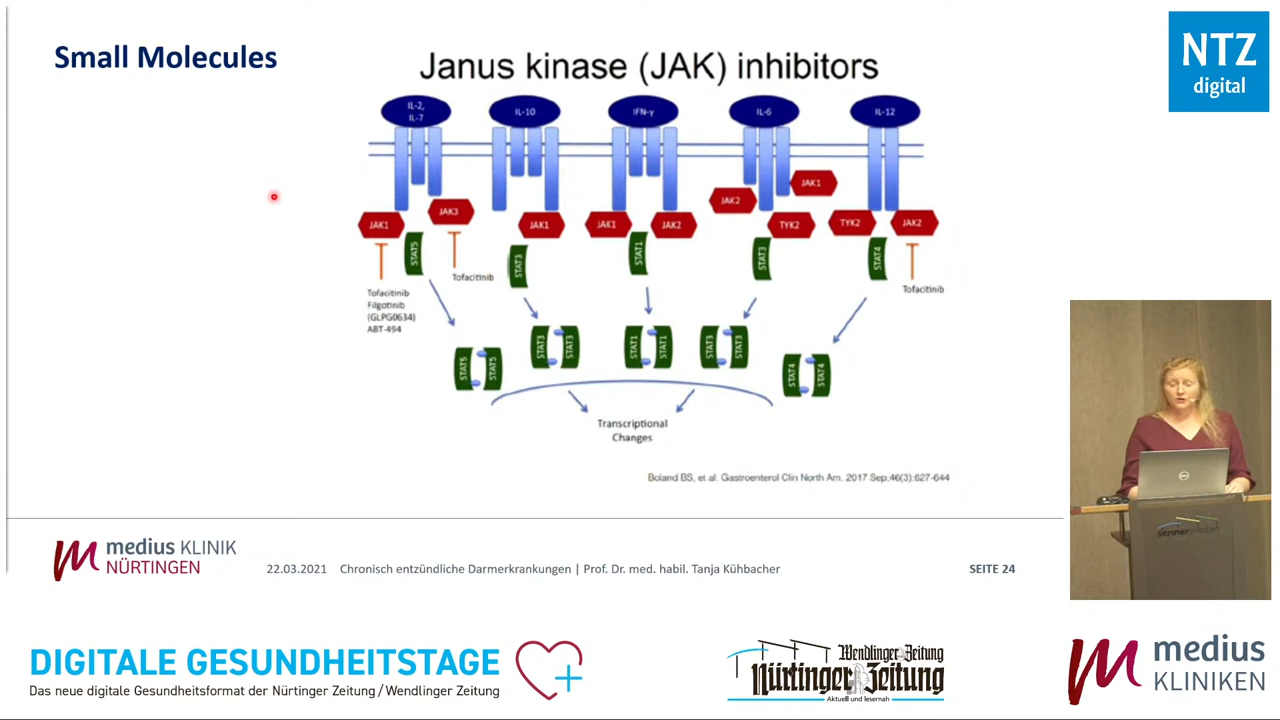 Small Molecules
Janus kinase (JAK) inhibitors
NTZ
digital
IL-2,
IL-7
IL-10
IFN-γ
IL-6
IL-12
JAK1
JAK3
JAK1
JAK1
JAK2
JAK2
JAK1
TYK2
TYK2
JAK2
STAT5
STAT3
STAT1
STAT3
STAT4
Tofacitinib
Filgotinib
(GLPG0634)
ABT-494
Tofacitinib
Tofacitinib
STAT5
STAT5
STAT3
STAT3
STAT1
STAT1
STAT3
STAT3
STAT4
STAT4
Transcriptional
Changes
Boland BS, et al. Gastroenterol Clin North Am. 2017 Sep;46(3):627-644
medius KLINIK
NÜRTINGEN
22.03.2021 Chronisch entzündliche Darmerkrankungen | Prof. Dr. med. habil. Tanja Kühbacher
SEITE 24
sennermedien
DIGITALE GESUNDHEITSTAGE
Das neue digitale Gesundheitsformat der Nürtinger Zeitung / Wendlinger Zeitung
Wendlinger Zeitung
Nürtinger Zeitung
Aktuell und lesernah
medius
KLINIKEN